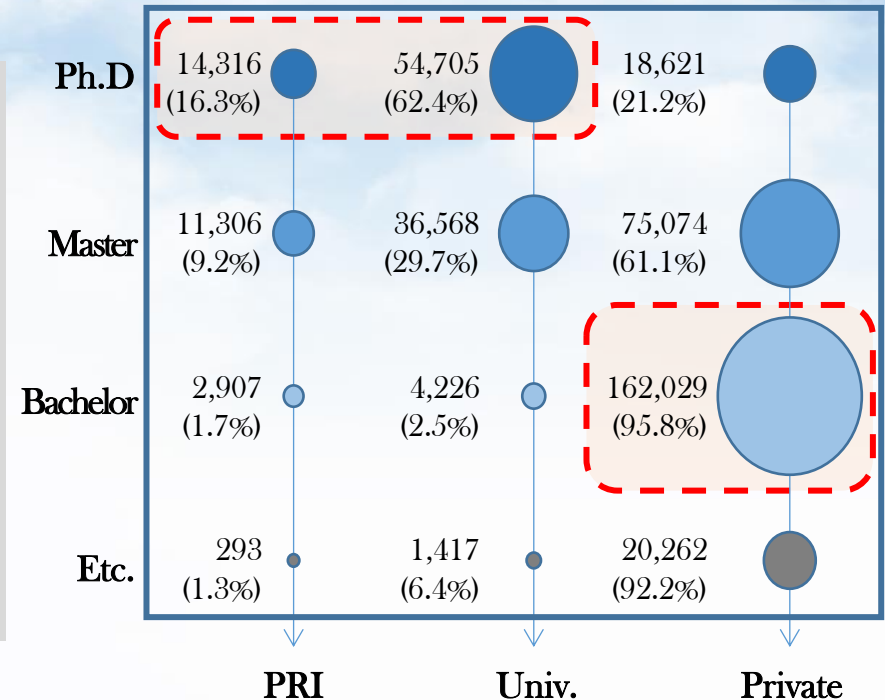 Ph.D 14,316 54,705 18,621
(16.3%) (62.4%) (21.2%)
Master 11,306 36,568 75,074
(9.2%) (29.7%) (61.1%)
Bachelor 2,907 4,226 162,029
(1.7%) (2.5%) (95.8%)
Etc. 293 1,417 20,262
(1.3%) (6.4%) (92.2%)
PRI Univ. Private